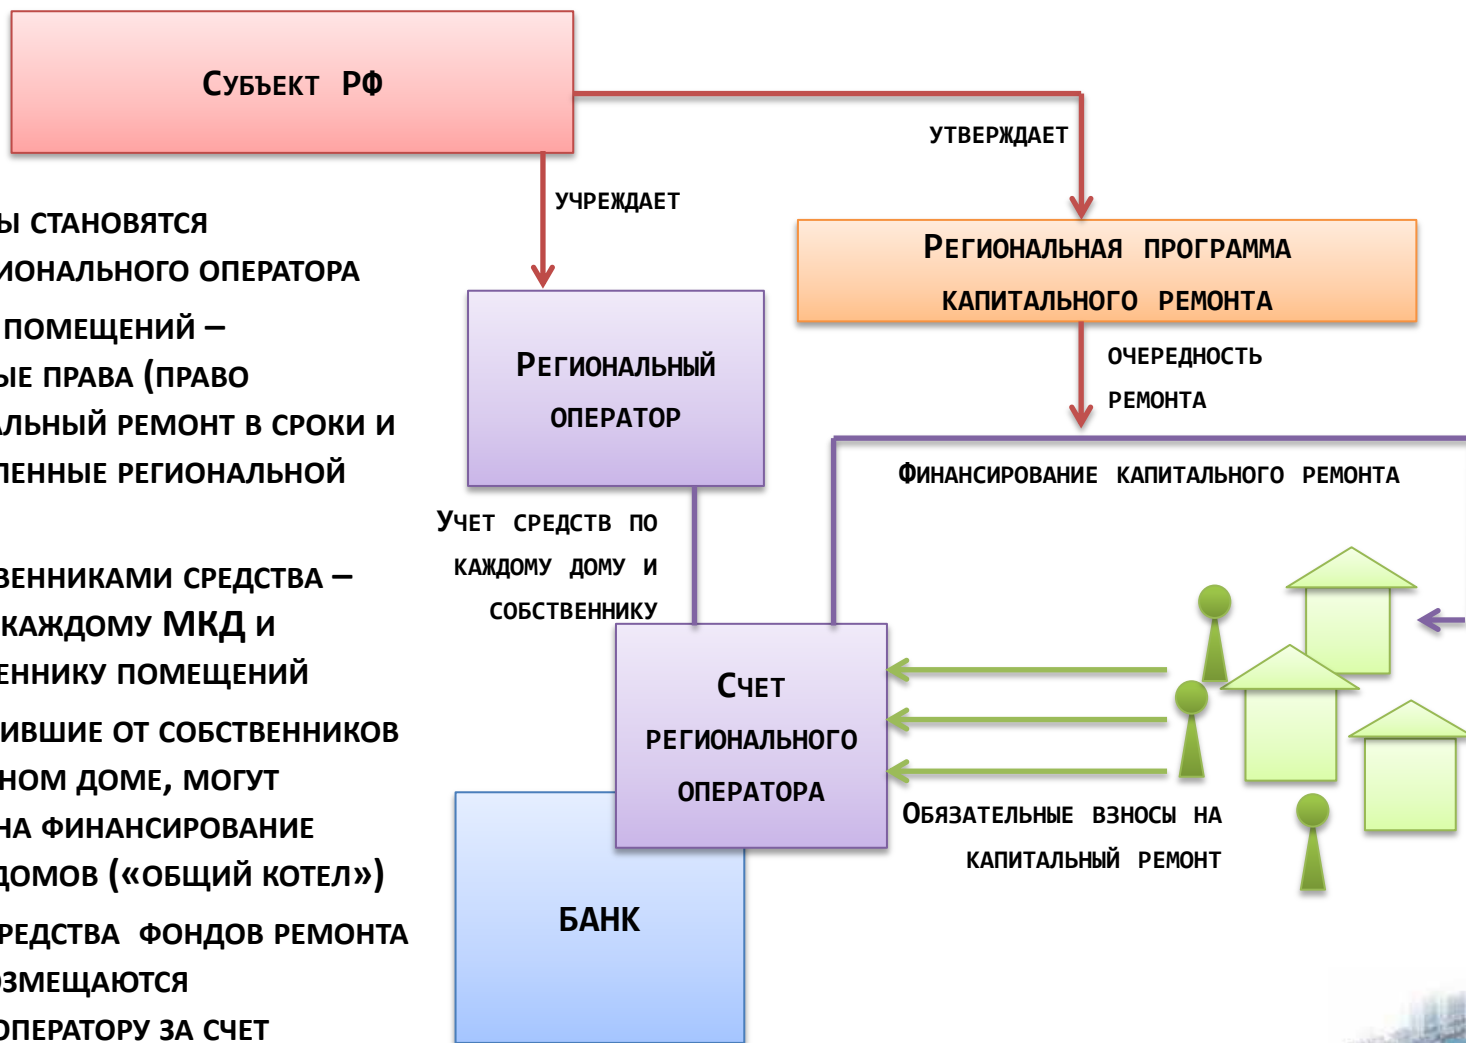 Субъект РФ
утверждает
учреждает
ы становятся
ионального оператора
помещений –
ые права (право
альный ремонт в сроки и
ленные региональной
венниками средства –
каждому МКД и
еннику помещений
ившие от собственников
ном доме, могут
на финансирование
домов («общий котел»)
редства фондов ремонта
озмещаются
оператору за счет
Региональная программа
капитального ремонта
Региональный
оператор
очередность
ремонта
Финансирование капитального ремонта
Учет средств по
каждому дому и
собственнику
Счет
регионального
оператора
Обязательные взносы на
капитальный ремонт
БАНК